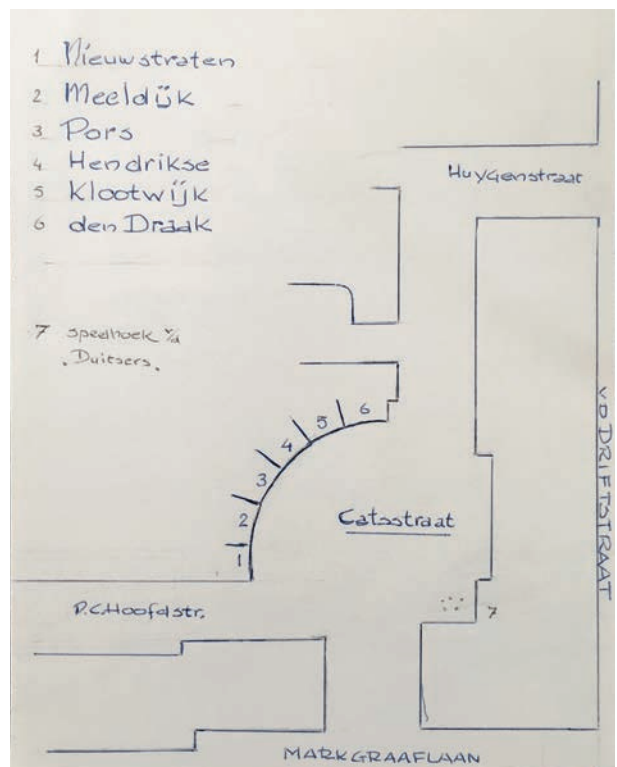 1 Nieuwstraten
2 Meeldijk
3 Pors
4 Hendrikse
5 Klootwijk
6 den Draak
7 speelhoek v/d
. Duitsers.
Huygenstraat
VD DRIFTSTRAAT
6
5
4
3
2
1
Catsstraat
P.C.Hoofdstr.
7
MARKGRAAFLAAN